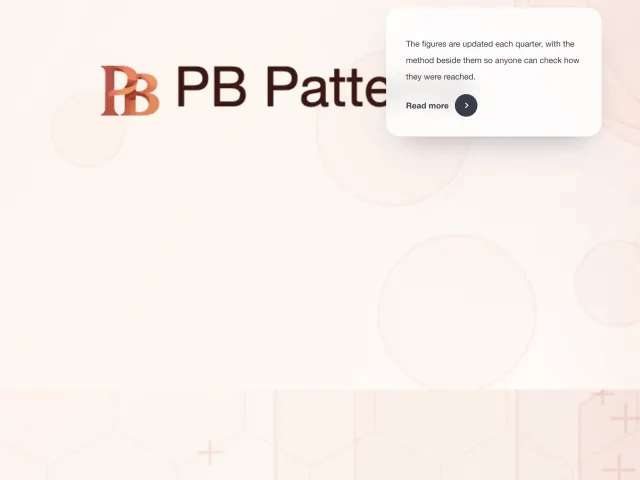 PB PB Patte
The figures are updated each quarter, with the
method beside them so anyone can check how
they were reached.
Read more